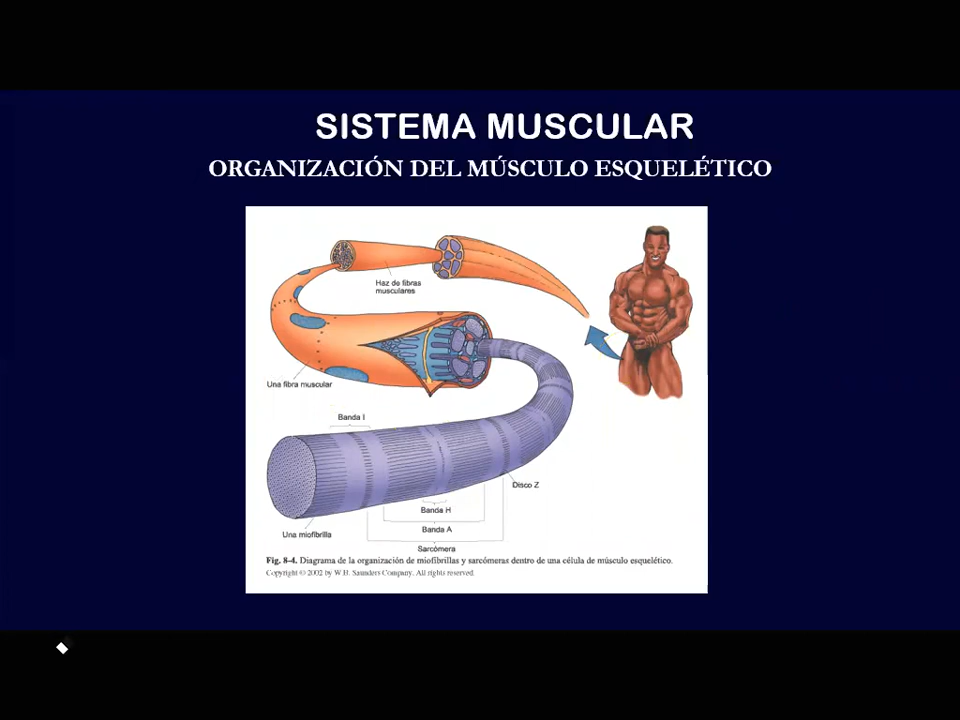 SISTEMA MUSCULAR
ORGANIZACIÓN DEL MÚSCULO ESQUELÉTICO
Haz de fibras
musculares
Una fibra muscular
Banda I
Disco Z
Banda H
Banda A
Una miofibrilla
Sarcómera
Fig. 8-4. Diagrama de la organización de miofibrillas y sarcómeras dentro de una célula de músculo esquelético.
Copyright © 2002 by W.B. Saunders Company. All rights reserved.